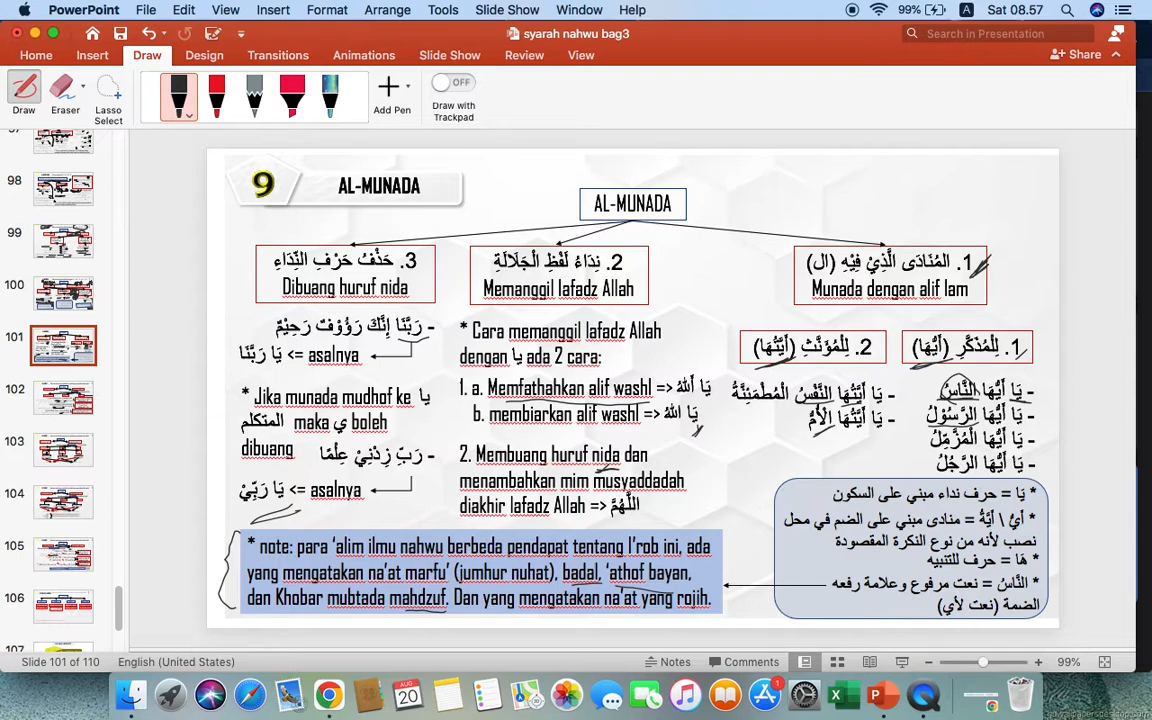 PowerPoint File Edit View Insert Format Arrange Tools Slide Show Window Help 99% A Sat 08.57
syarah nahwu bag3
Search in Presentation
Home Insert Draw Design Transitions Animations Slide Show Review View Share
OFF
Draw Eraser Lasso Select Add Pen Draw with Trackpad
98
99
100
101
102
103
104
105
106
107
9 AL-MUNADA
AL-MUNADA
1. المُنَادَى الَّذِيْ فِيْهِ (ال)
Munada dengan alif lam
2. نِدَاءُ لَفْظِ الْجَلَالَةِ
Memanggil lafadz Allah
3. حَذْفُ حَرْفِ النِّدَاءِ
Dibuang huruf nida
1. لِلْمُذَكَّرِ (أَيُّهَا)
- يَا أَيُّهَا النَّاسُ
- يَا أَيُّهَا الرَّسُوْلُ
- يَا أَيُّهَا الْمُزَّمِّلُ
- يَا أَيُّهَا الرَّجُلُ
2. لِلْمُؤَنَّثِ (أَيَّتُهَا)
- يَا أَيَّتُهَا النَّفْسُ الْمُطْمَئِنَّةُ
- يَا أَيَّتُهَا الْأُمُّ
* Cara memanggil lafadz Allah
dengan يا ada 2 cara:
1. a. Memfathahkan alif washl => يَا أَللهُ
b. membiarkan alif washl => يَا اللهُ
2. Membuang huruf nida dan
menambahkan mim musyaddadah
diakhir lafadz Allah => اللَّهُمَّ
- رَبَّنَا إِنَّكَ رَؤُوْفٌ رَحِيْمٌ
يَا رَبَّنَا <= asalnya
* Jika munada mudhof ke يا
المتكلم maka ي boleh
dibuang
- رَبِّ زِدْنِيْ عِلْمًا
يَا رَبِّيْ <= asalnya
* يَا = حرف نداء مبني على السكون
* أَيُّ \ أَيَّةُ = منادى مبني على الضم في محل
نصب لأنه من نوع النكرة المقصودة
* هَا = حرف للتنبيه
* النَّاسُ = نعت مرفوع وعلامة رفعه
الضمة (نعت لأي)
* note: para ‘alim ilmu nahwu berbeda pendapat tentang I’rob ini, ada
yang mengatakan na’at marfu’ (jumhur nuhat), badal, ‘athof bayan,
dan Khobar mubtada mahdzuf. Dan yang mengatakan na’at yang rojih.
Slide 101 of 110 English (United States) Notes Comments 99%
AUG 20 1